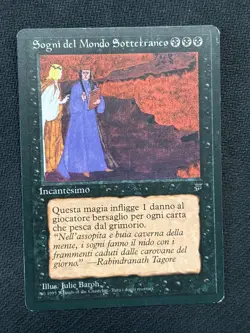 Sogni del Mondo Sotterraneo
Incantesimo
Questa magia infligge 1 danno al
giocatore bersaglio per ogni carta
che pesca dal grimorio.
"Nell'assopita e buia caverna della
mente, i sogni fanno il nido con i
frammenti caduti dalle carovane del
giorno." —Rabindranath Tagore
Illus. Julie Baroh